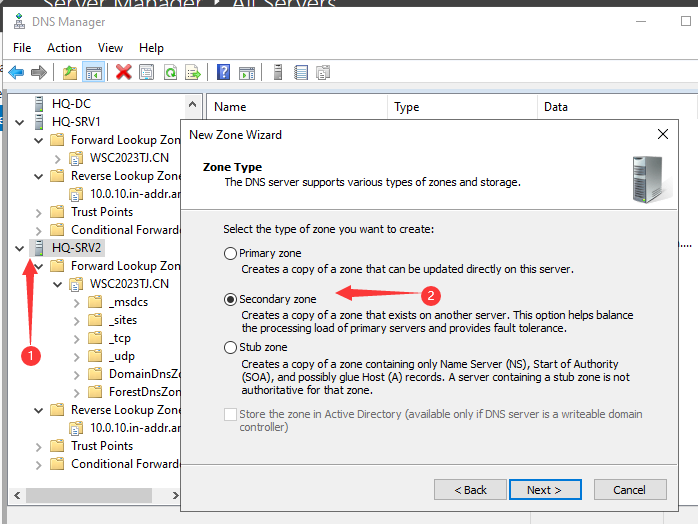 Server Manager All Servers
DNS Manager
File Action View Help
Name Type Data
HQ-DC
HQ-SRV1
Forward Lookup Zon
WSC2023TJ.CN
Reverse Lookup Zone
10.0.10.in-addr.ar
Trust Points
Conditional Forward
HQ-SRV2
Forward Lookup Zon
WSC2023TJ.CN
_msdcs
_sites
_tcp
_udp
DomainDnsZo
ForestDnsZon
Reverse Lookup Zone
10.0.10.in-addr.ar
Trust Points
Conditional Forward
1
New Zone Wizard
Zone Type
The DNS server supports various types of zones and storage.
Select the type of zone you want to create:
Primary zone
Creates a copy of a zone that can be updated directly on this server.
Secondary zone
2
Creates a copy of a zone that exists on another server. This option helps balance
the processing load of primary servers and provides fault tolerance.
Stub zone
Creates a copy of a zone containing only Name Server (NS), Start of Authority
(SOA), and possibly glue Host (A) records. A server containing a stub zone is not
authoritative for that zone.
Store the zone in Active Directory (available only if DNS server is a writeable domain
controller)
< Back Next > Cancel